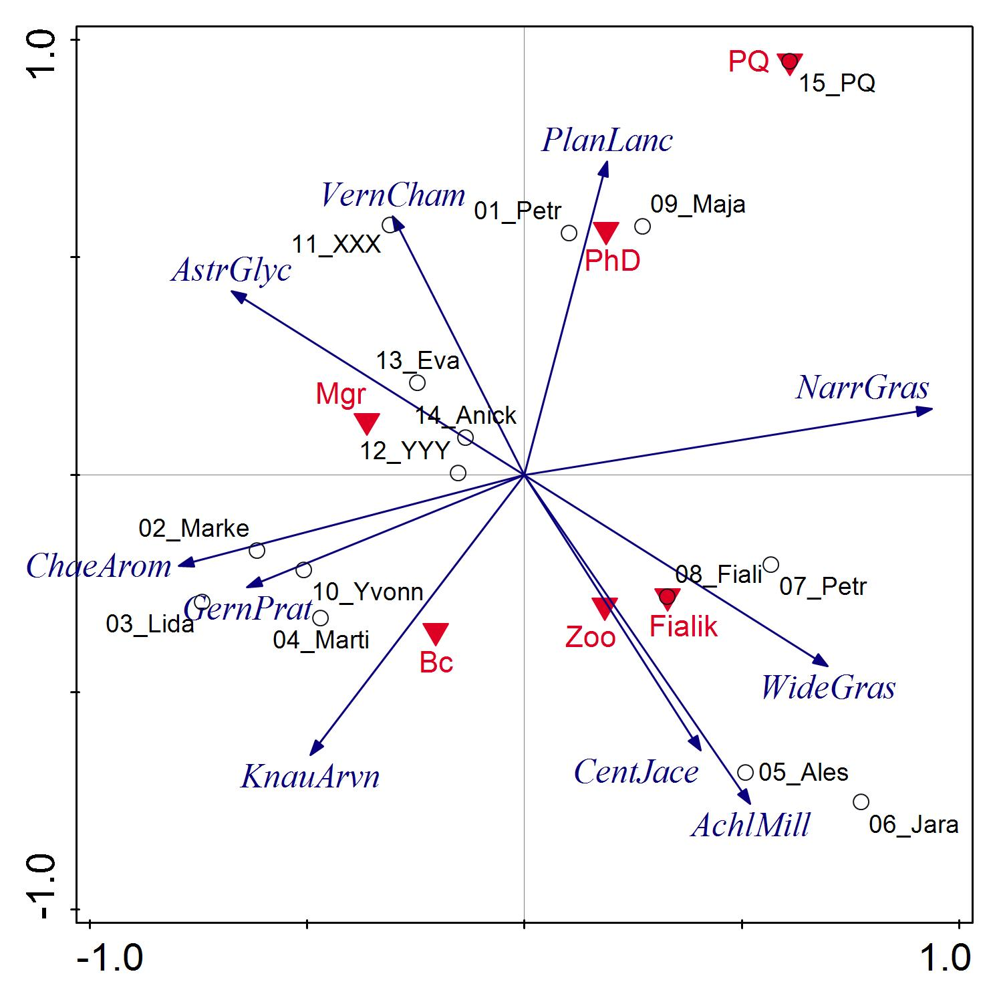 1.0
PQ
15_PQ
PlanLanc
VernCham
01_Petr
09_Maja
11_XXX
PhD
AstrGlyc
13_Eva
Mgr
NarrGras
14_Anick
12_YYY
02_Marke
ChaeArom
08_Fiali
07_Petr
10_Yvonn
GernPrat
03_Lida
04_Marti
Zoo
Fialik
Bc
WideGras
CentJace
05_Ales
KnauArvn
AchlMill
06_Jara
-1.0
-1.0
1.0